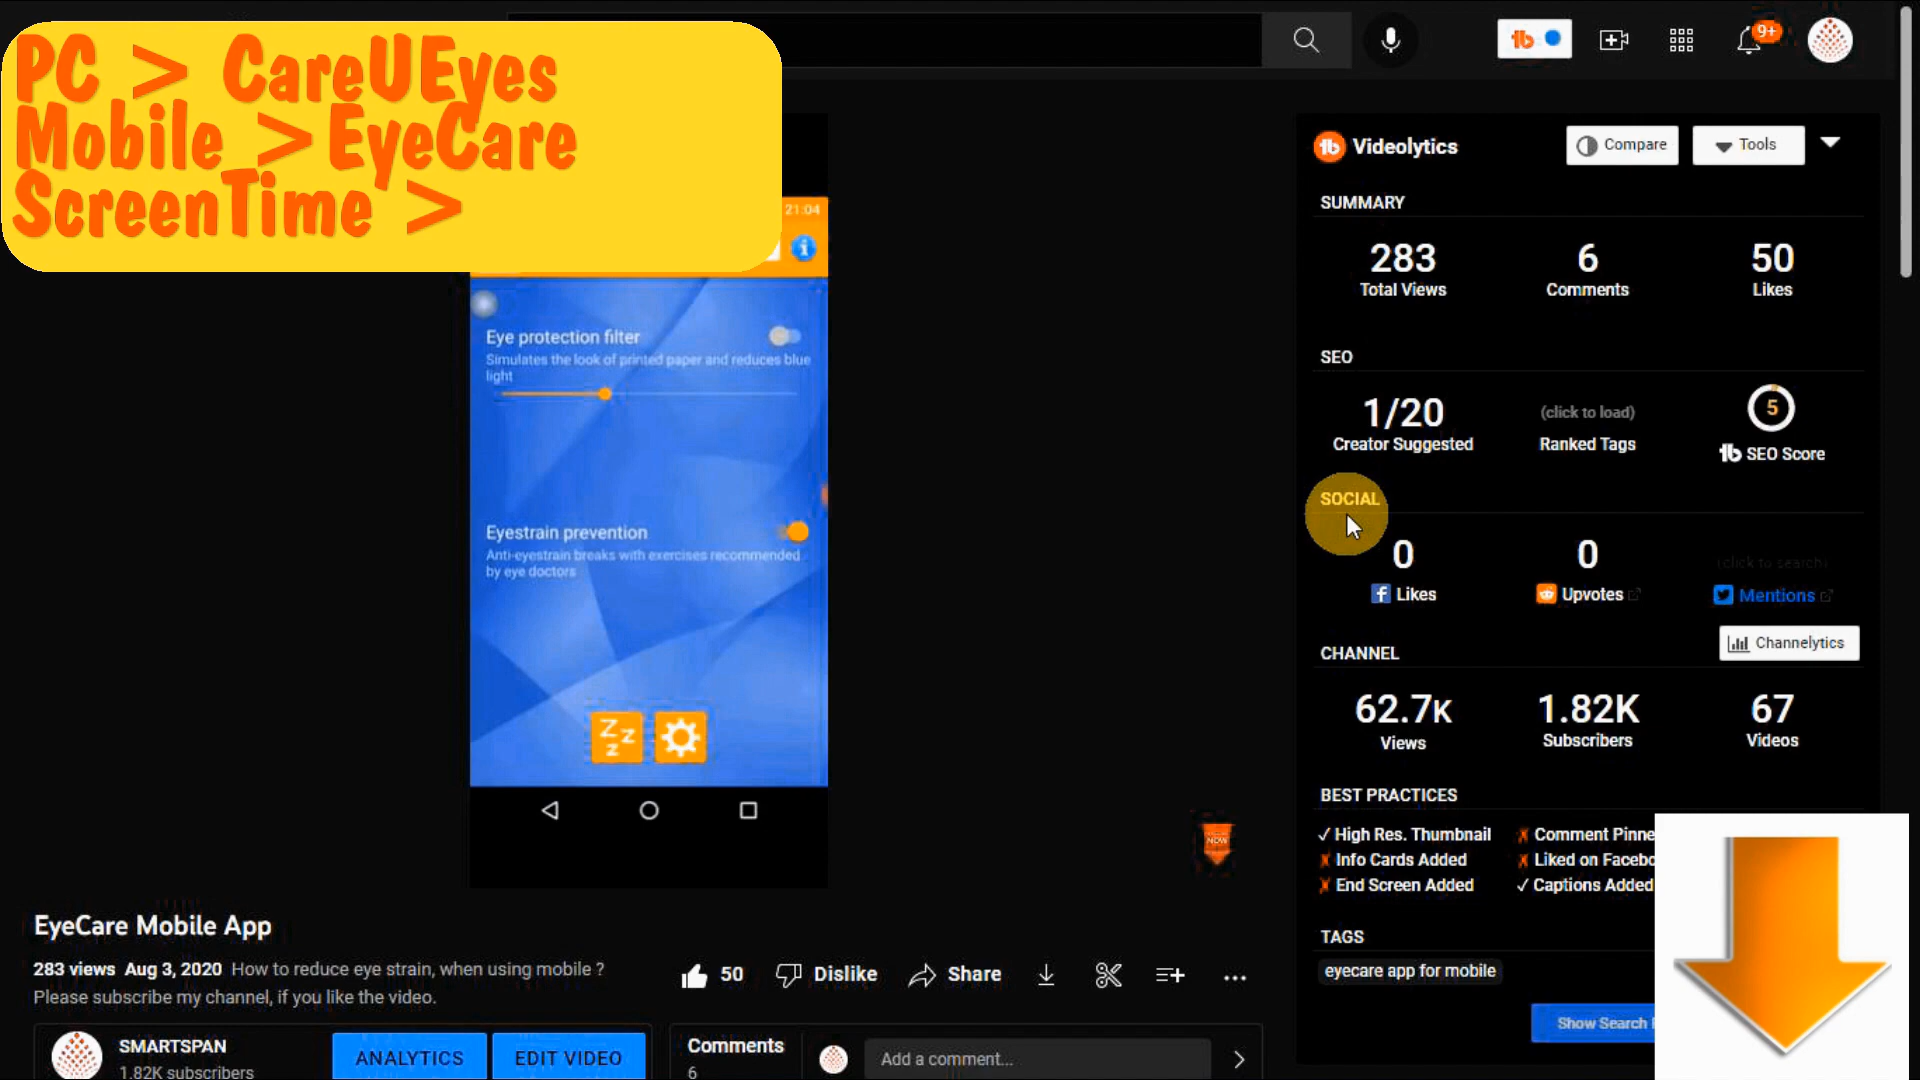 PC > CareUEyes
Mobile >EyeCare
ScreenTime >
9+
21:04
Eye protection filter
Simulates the look of printed paper and reduces blue
light
Eyestrain prevention
Anti-eyestrain breaks with exercises recommended
by eye doctors
Z z z
NOW
EyeCare Mobile App
283 views Aug 3, 2020 How to reduce eye strain, when using mobile ?
Please subscribe my channel, if you like the video.
50 Dislike Share
SMARTSPAN
1.82K subscribers
ANALYTICS EDIT VIDEO
Comments
6
Add a comment...
Videolytics
Compare Tools
SUMMARY
283 6 50
Total Views Comments Likes
SEO
1/20 (click to load) 5
Creator Suggested Ranked Tags SEO Score
SOCIAL
0 0 (click to search)
Likes Upvotes Mentions
Channelytics
CHANNEL
62.7K 1.82K 67
Views Subscribers Videos
BEST PRACTICES
✓ High Res. Thumbnail ✗ Comment Pinne
✗ Info Cards Added ✗ Liked on Facebo
✗ End Screen Added ✓ Captions Added
TAGS
eyecare app for mobile
Show Search